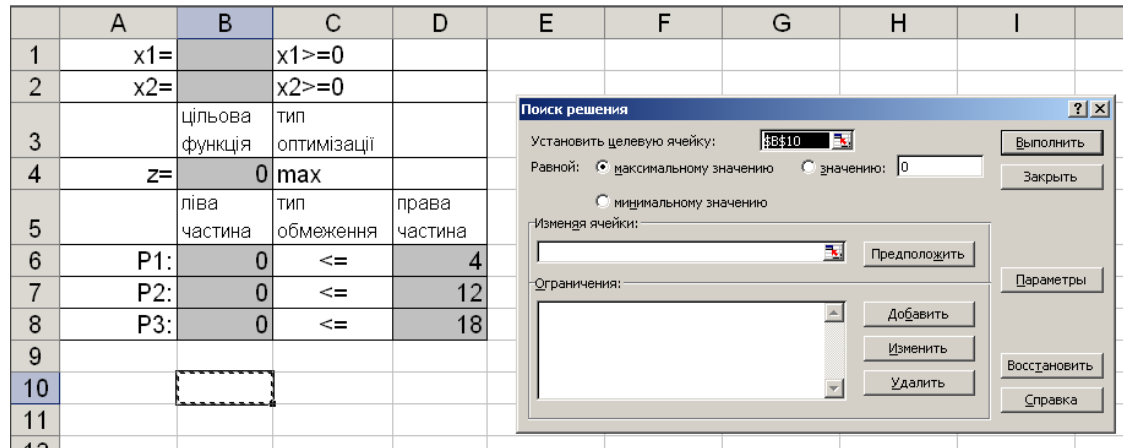 A B C D E F G H I
1 x1= x1>=0
2 x2= x2>=0
3 цільова функція тип оптимізації
4 z= 0 max
5 ліва частина тип обмеження права частина
6 P1: 0 <= 4
7 P2: 0 <= 12
8 P3: 0 <= 18
9
10
11
Поиск решения
Установить целевую ячейку: $B$10 Выполнить
Равной: максимальному значению значению: 0 Закрыть
минимальному значению
Изменяя ячейки:
Предположить
Ограничения: Параметры
Добавить
Изменить
Удалить
Восстановить
Справка